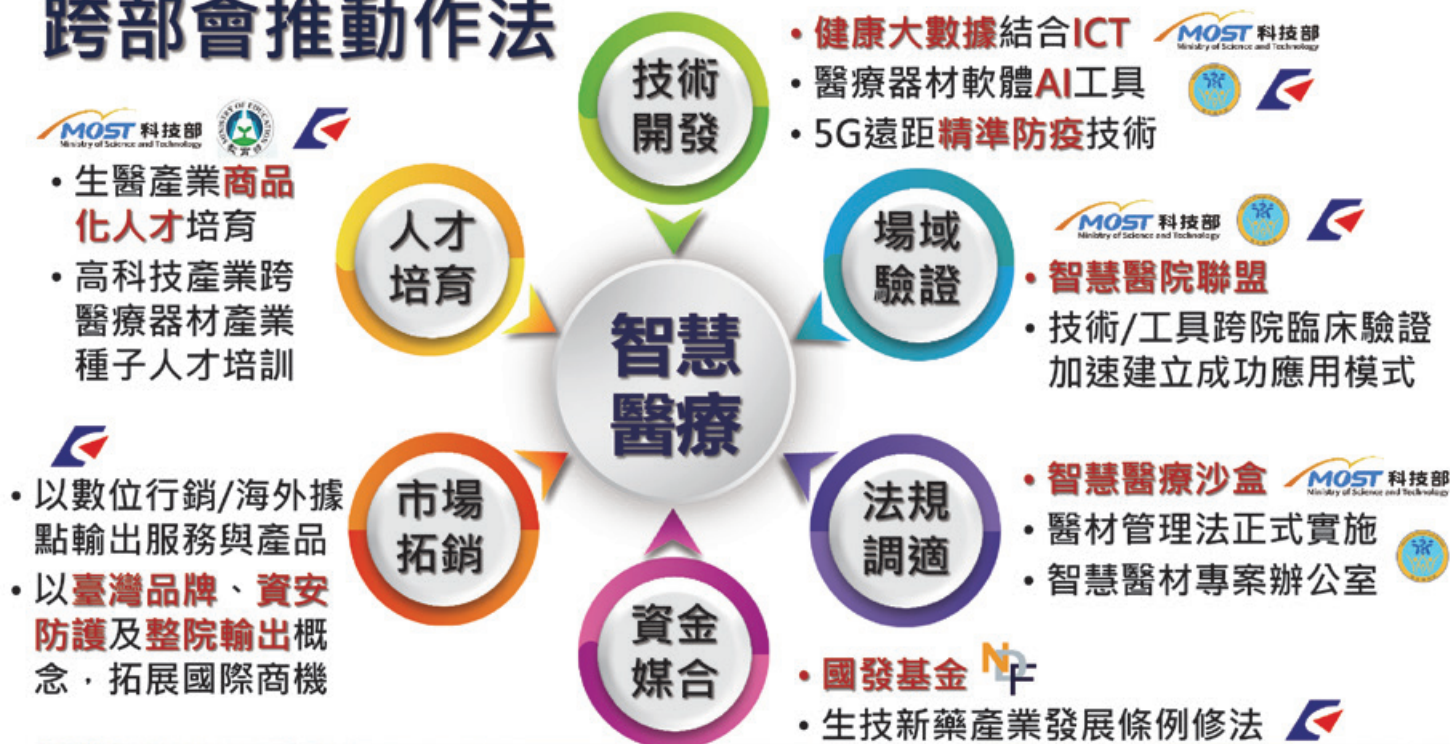 跨部會推動作法
技術
開發
• 健康大數據結合ICT
MOST 科技部
Ministry of Science and Technology
• 醫療器材軟體AI工具
• 5G遠距精準防疫技術
MOST 科技部
Ministry of Science and Technology
• 生醫產業商品
化人才培育
• 高科技產業跨
醫療器材產業
種子人才培訓
人才
培育
場域
驗證
MOST 科技部
Ministry of Science and Technology
• 智慧醫院聯盟
• 技術/工具跨院臨床驗證
加速建立成功應用模式
智慧
醫療
• 以數位行銷/海外據
點輸出服務與產品
• 以臺灣品牌、資安
防護及整院輸出概
念，拓展國際商機
市場
拓銷
法規
調適
• 智慧醫療沙盒
MOST 科技部
Ministry of Science and Technology
• 醫材管理法正式實施
• 智慧醫材專案辦公室
資金
媒合
• 國發基金
NDF
• 生技新藥產業發展條例修法